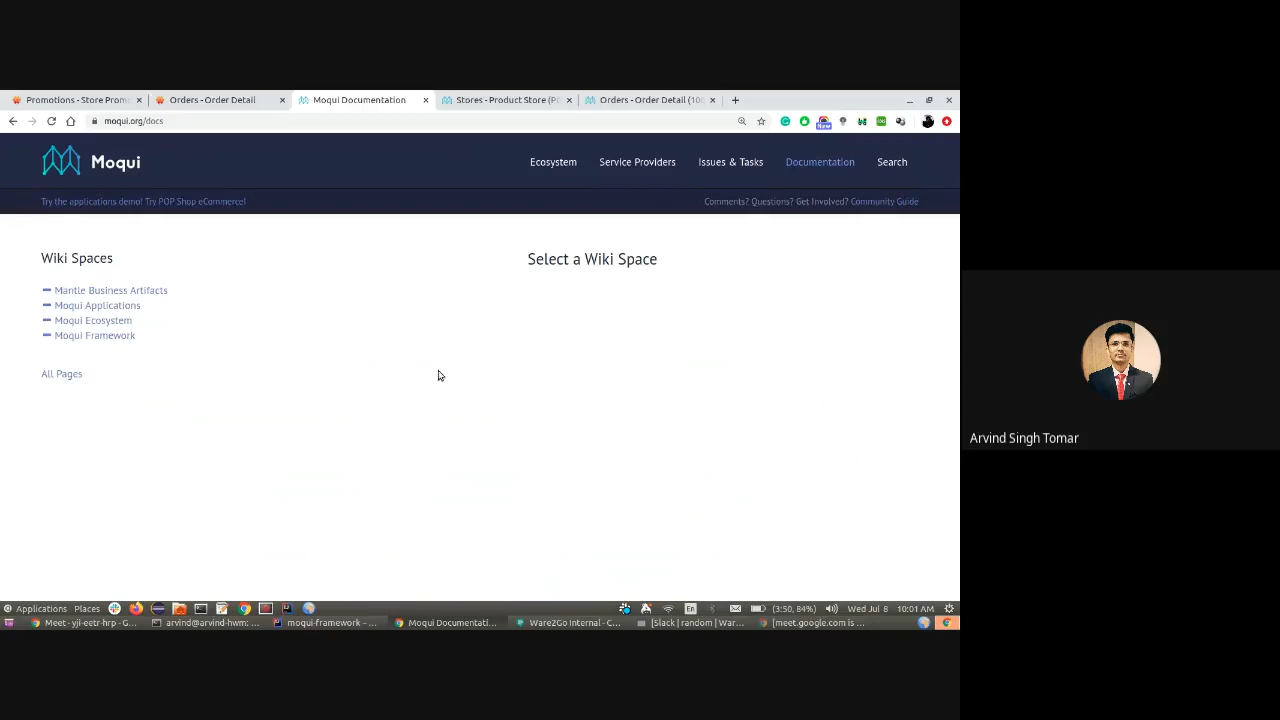 Promotions - Store Prom
Orders - Order Detail
Moqui Documentation
Stores - Product Store (P
Orders - Order Detail (10
moqui.org/docs
New
Moqui
Ecosystem
Service Providers
Issues & Tasks
Documentation
Search
Try the applications demo! Try POP Shop eCommerce!
Comments? Questions? Get Involved? Community Guide
Wiki Spaces
Select a Wiki Space
Mantle Business Artifacts
Moqui Applications
Moqui Ecosystem
Moqui Framework
All Pages
Arvind Singh Tomar
Applications Places
En
(3:50, 84%)
Wed Jul 8 10:01 AM
Meet - yji-eetr-hrp - G...
arvind@arvind-hwm: ...
moqui-framework – ...
Moqui Documentati...
Ware2Go Internal - C...
[Slack | random | War...
[meet.google.com is ...